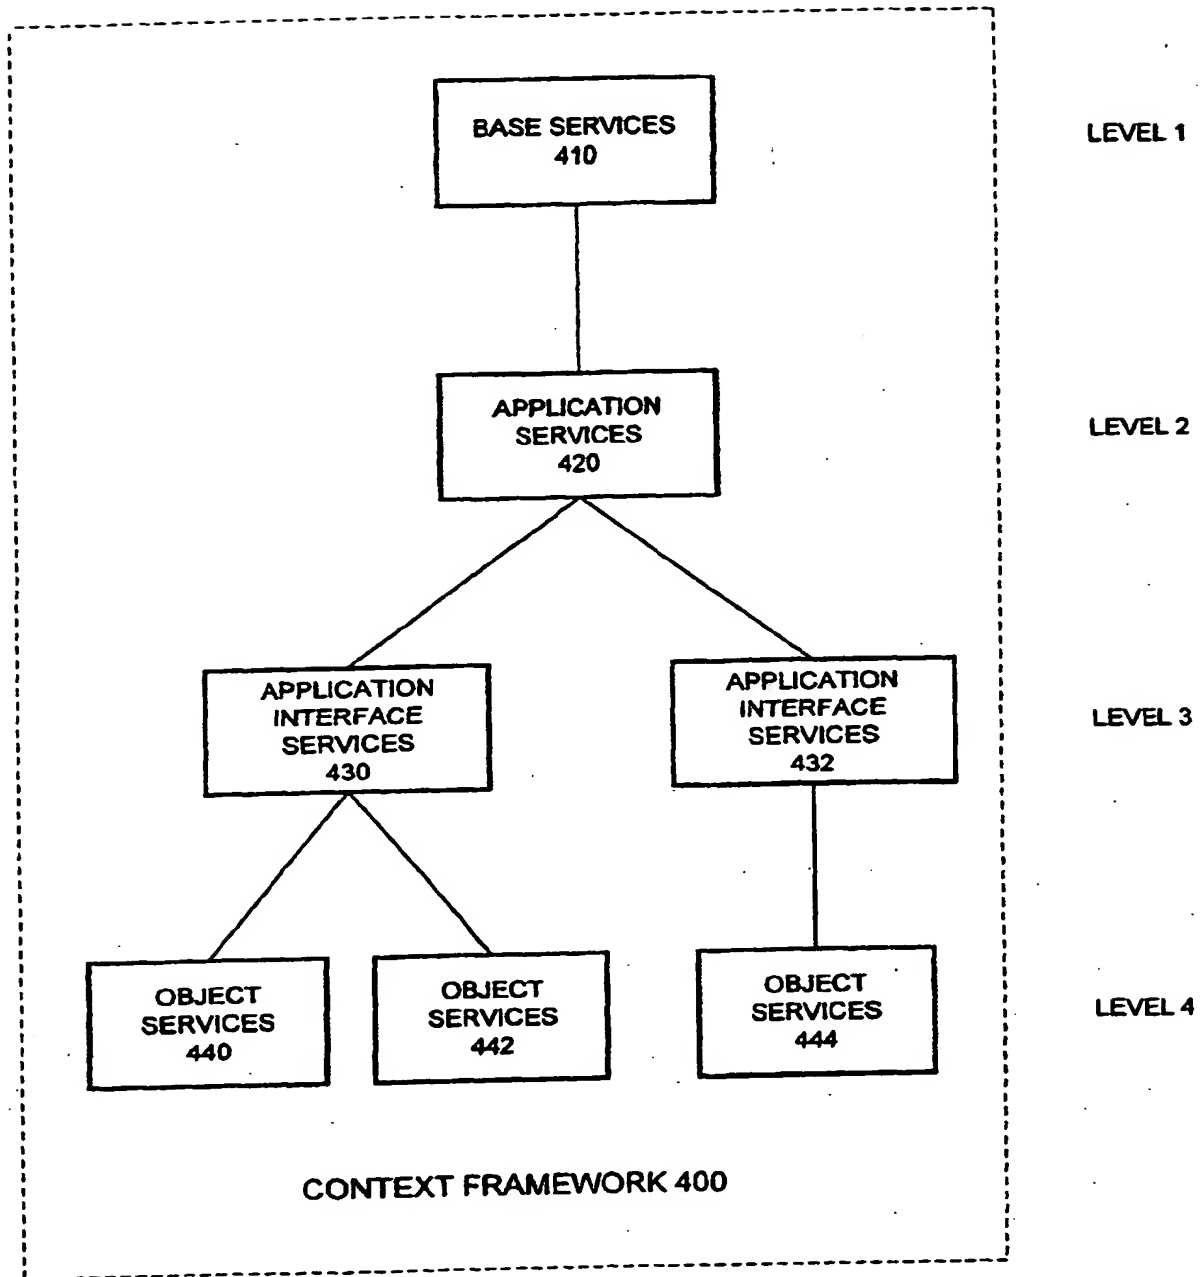 BASE SERVICES
410
LEVEL 1
APPLICATION
SERVICES
420
LEVEL 2
APPLICATION
INTERFACE
SERVICES
430
APPLICATION
INTERFACE
SERVICES
432
LEVEL 3
OBJECT
SERVICES
440
OBJECT
SERVICES
442
OBJECT
SERVICES
444
LEVEL 4
CONTEXT FRAMEWORK 400